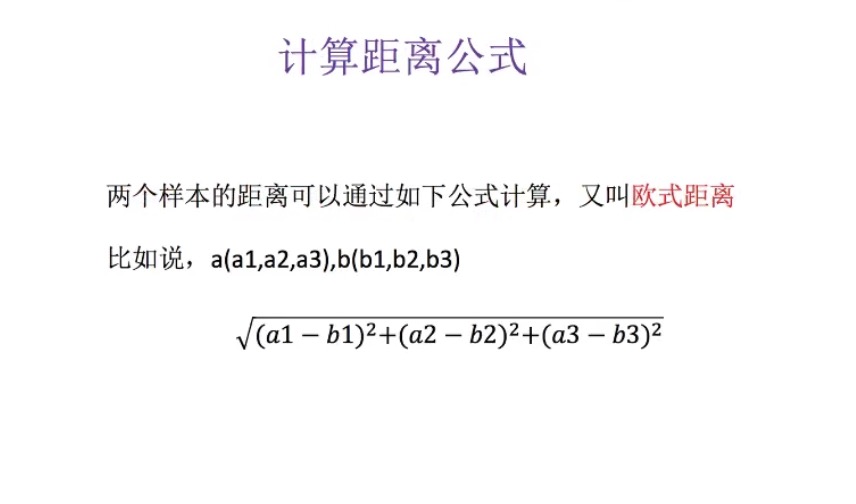 计算距离公式
两个样本的距离可以通过如下公式计算，又叫欧式距离
比如说，a(a1,a2,a3),b(b1,b2,b3)
√(a1 − b1)²+(a2 − b2)²+(a3 − b3)²